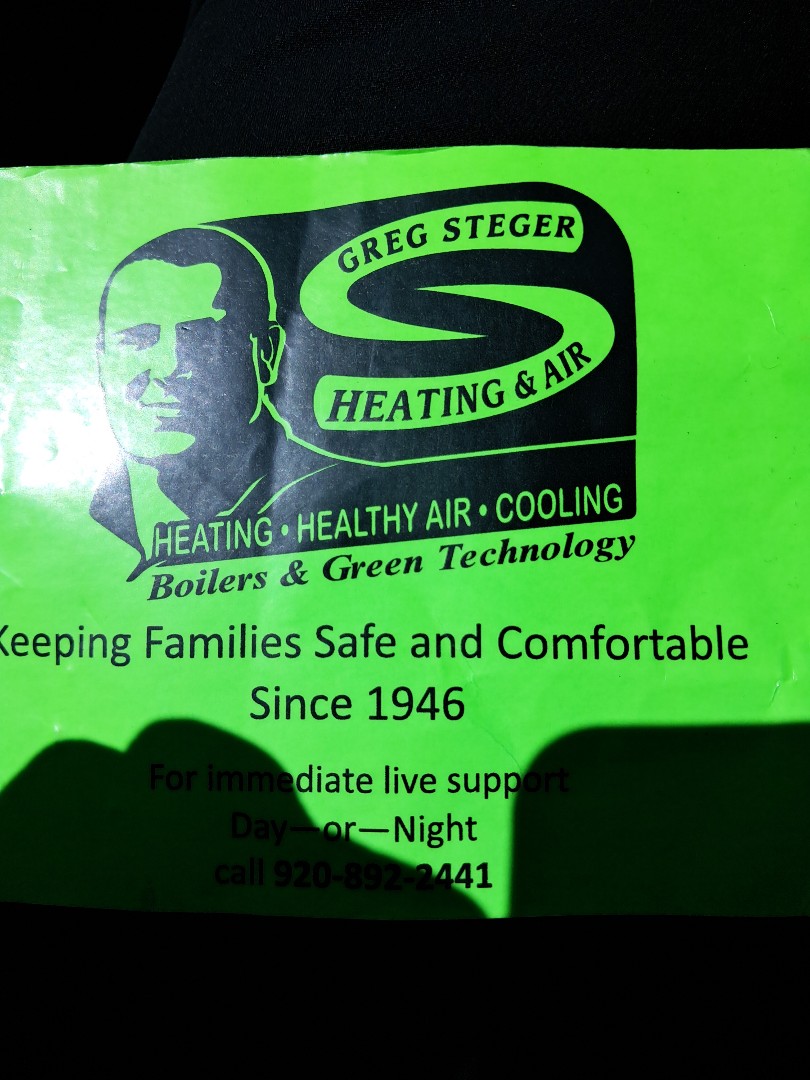 GREG STEGER
HEATING & AIR
HEATING • HEALTHY AIR • COOLING
Boilers & Green Technology
Keeping Families Safe and Comfortable
Since 1946
For immediate live support
Day—or—Night
call 920-892-2441